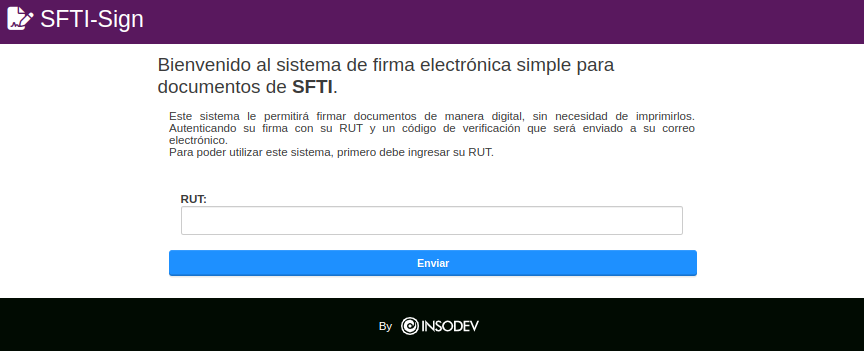 SFTI-Sign
Bienvenido al sistema de firma electrónica simple para
documentos de SFTI.
Este sistema le permitirá firmar documentos de manera digital, sin necesidad de imprimirlos.
Autenticando su firma con su RUT y un código de verificación que será enviado a su correo
electrónico.
Para poder utilizar este sistema, primero debe ingresar su RUT.
RUT:
Enviar
By INSODEV